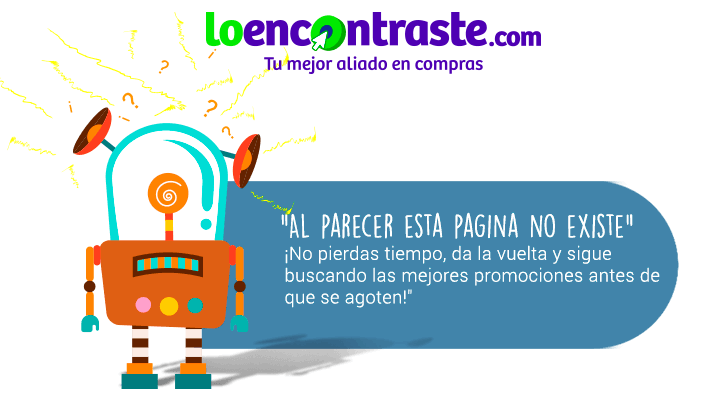 loencontraste.com
Tu mejor aliado en compras
"AL PARECER ESTA PAGINA NO EXISTE"
¡No pierdas tiempo, da la vuelta y sigue
buscando las mejores promociones antes de
que se agoten!"